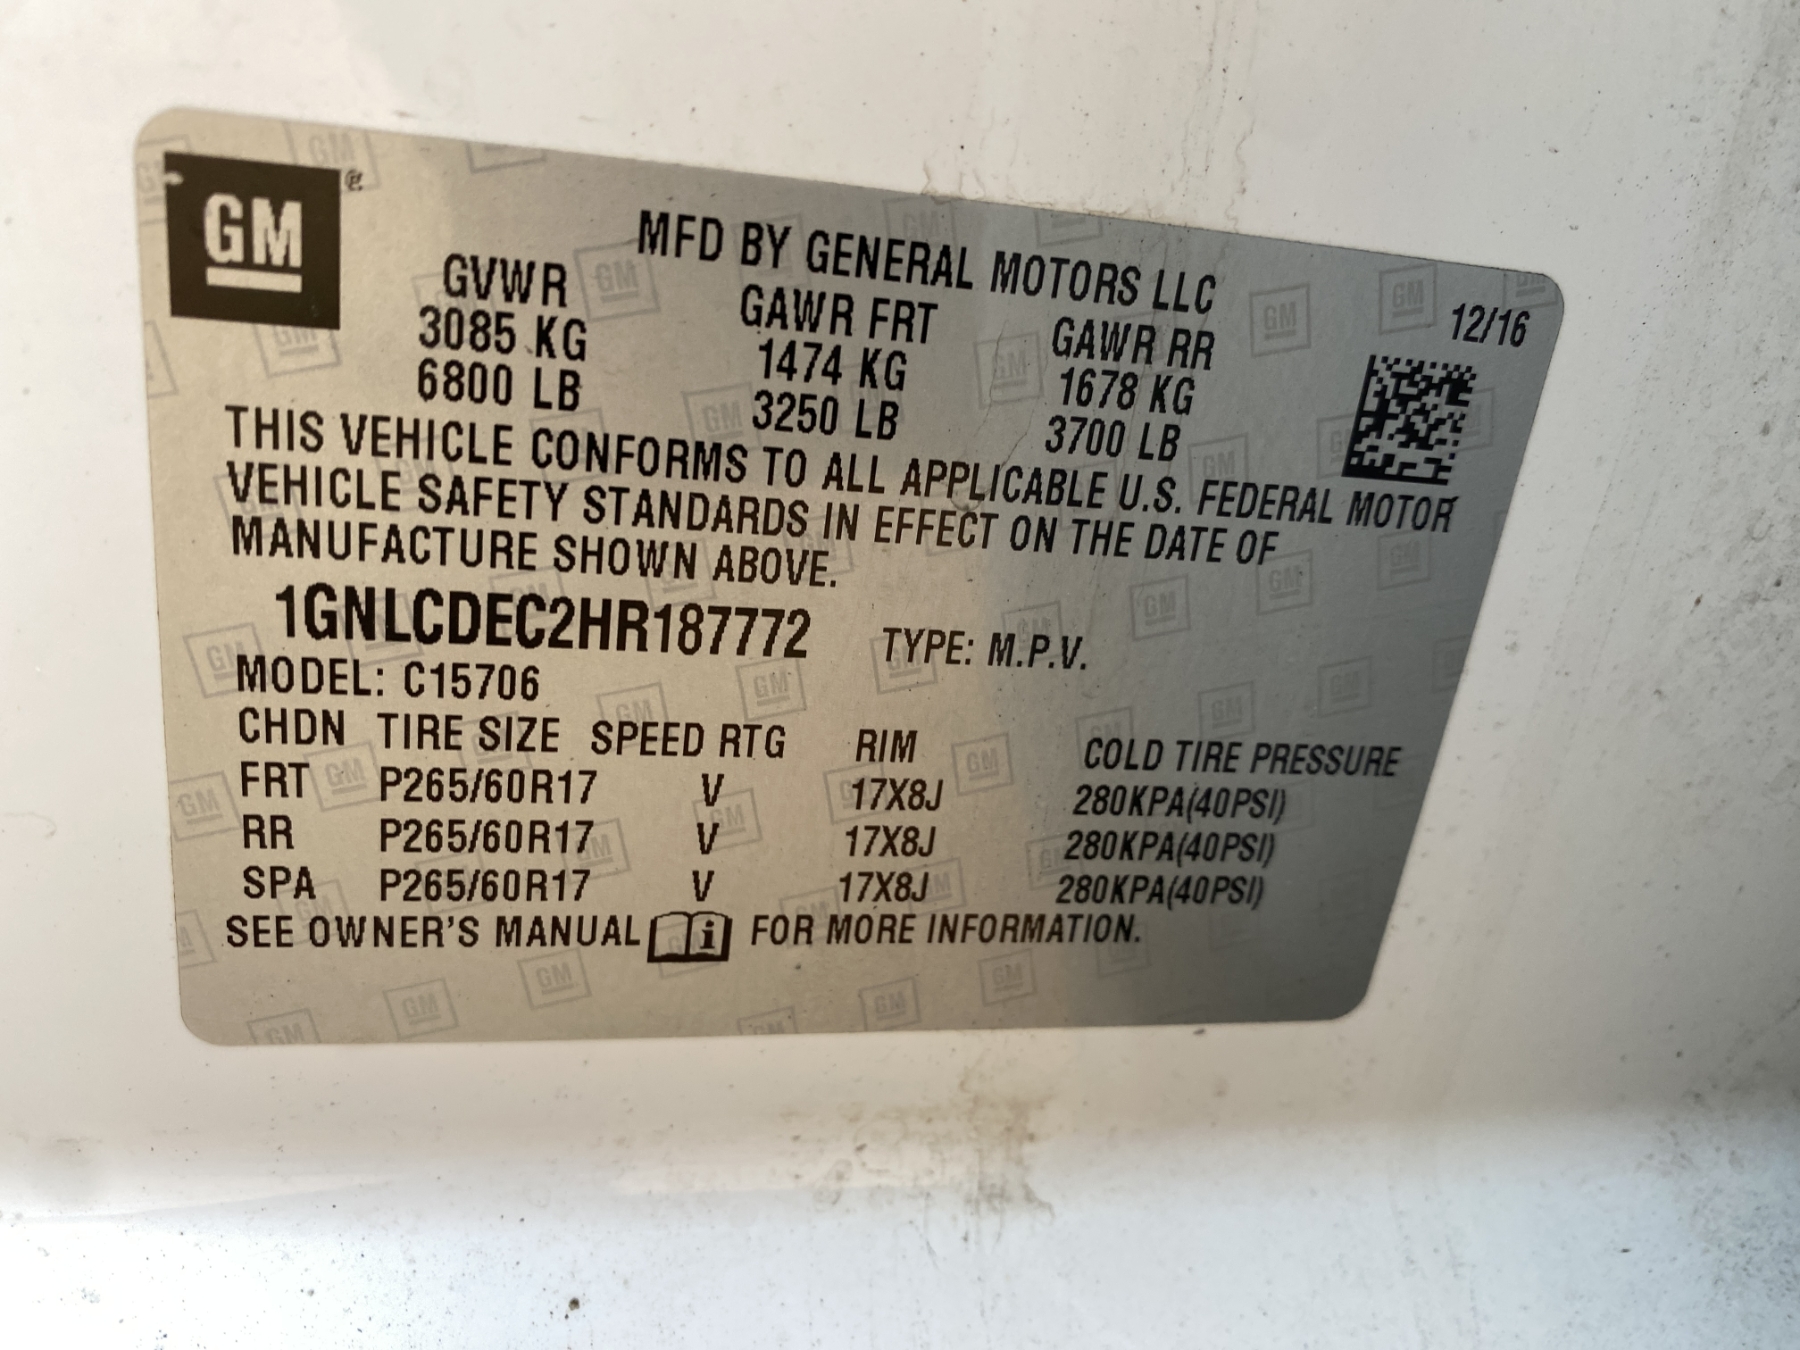 GM
MFD BY GENERAL MOTORS LLC
12/16
GVWR GAWR FRT GAWR RR
3085 KG 1474 KG 1678 KG
6800 LB 3250 LB 3700 LB
THIS VEHICLE CONFORMS TO ALL APPLICABLE U.S. FEDERAL MOTOR
VEHICLE SAFETY STANDARDS IN EFFECT ON THE DATE OF
MANUFACTURE SHOWN ABOVE.
1GNLCDEC2HR187772 TYPE: M.P.V.
MODEL: C15706
CHDN TIRE SIZE SPEED RTG RIM COLD TIRE PRESSURE
FRT P265/60R17 V 17X8J 280KPA(40PSI)
RR P265/60R17 V 17X8J 280KPA(40PSI)
SPA P265/60R17 V 17X8J 280KPA(40PSI)
SEE OWNER'S MANUAL i FOR MORE INFORMATION.